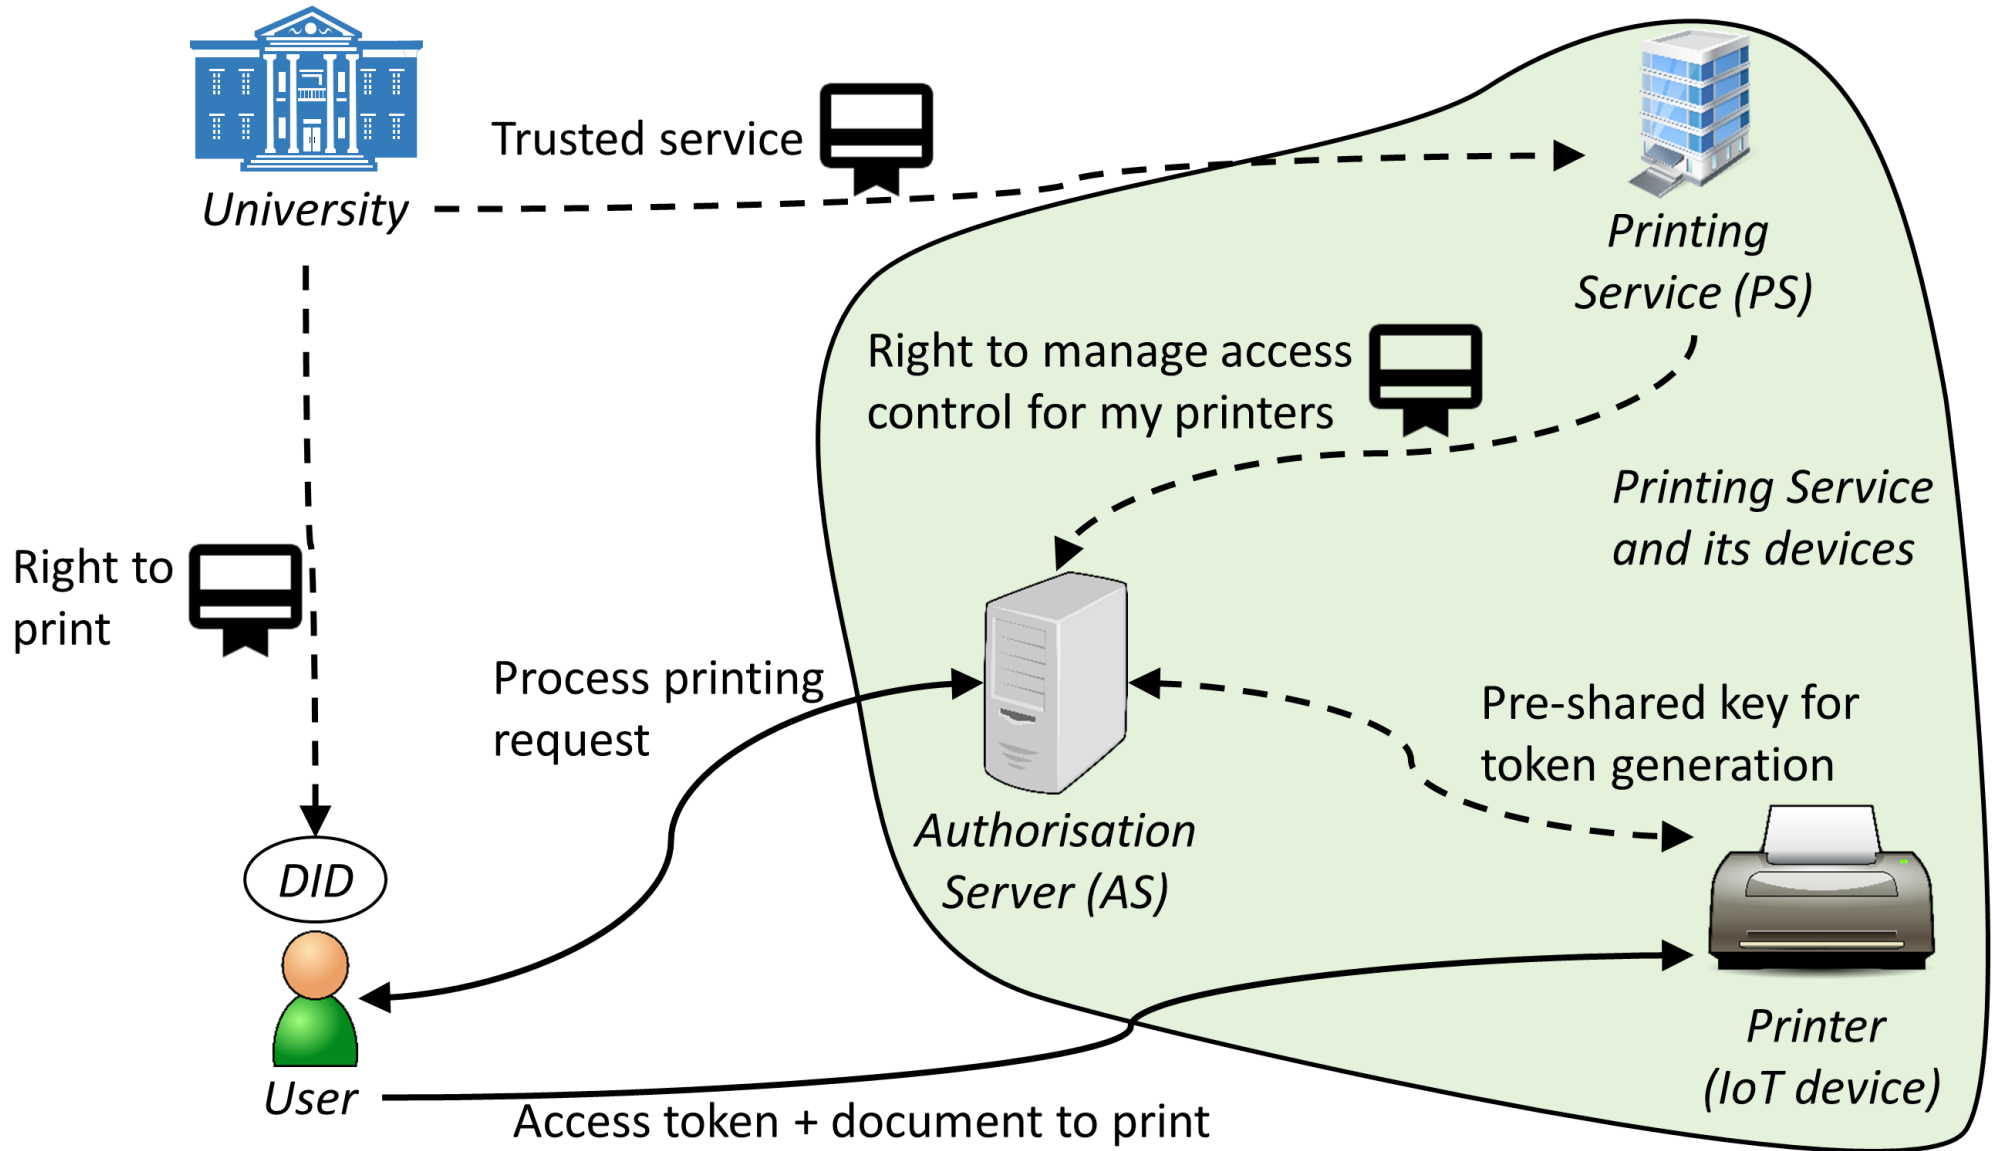 Trusted service
University
Printing
Service (PS)
Right to manage access
control for my printers
Printing Service
and its devices
Right to
print
Process printing
request
Pre-shared key for
token generation
Authorisation
Server (AS)
DID
User
Access token + document to print
Printer
(IoT device)